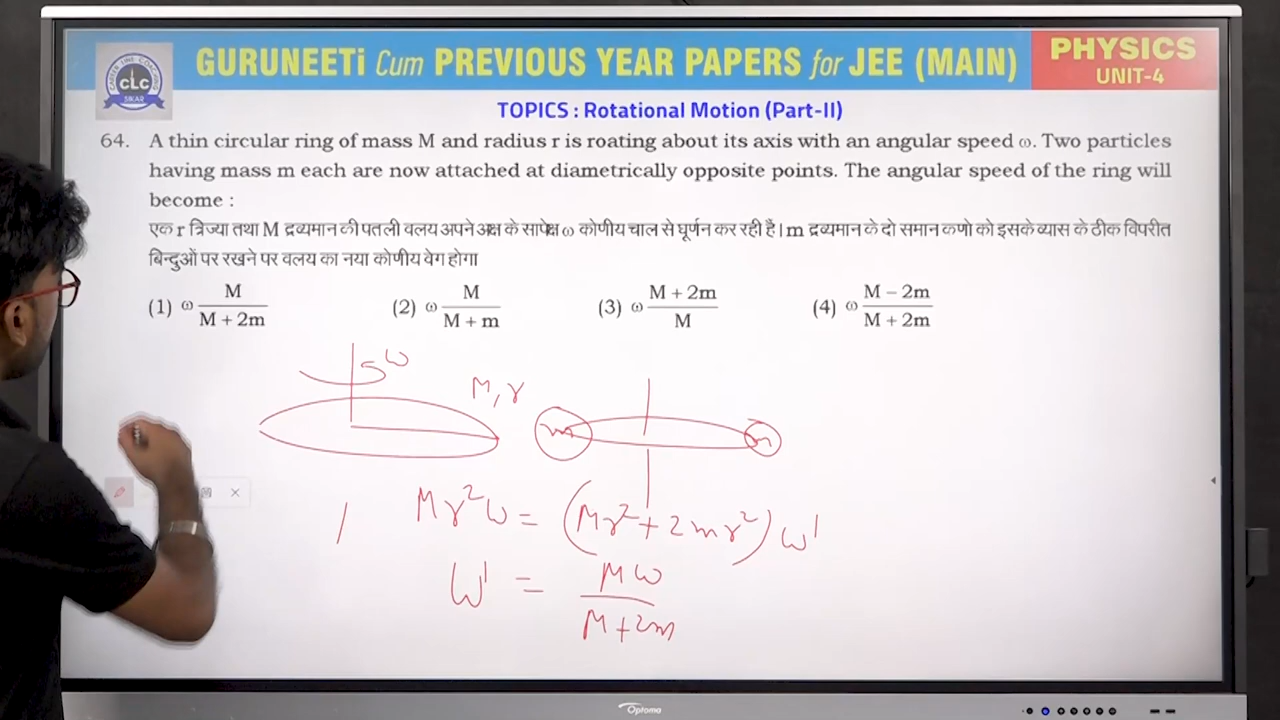 GURUNEETi Cum PREVIOUS YEAR PAPERS for JEE (MAIN)
PHYSICS
UNIT-4
CLC
SIKAR
TOPICS : Rotational Motion (Part-II)
64. A thin circular ring of mass M and radius r is roating about its axis with an angular speed ω. Two particles
having mass m each are now attached at diametrically opposite points. The angular speed of the ring will
become :
एक r त्रिज्या तथा M द्रव्यमान की पतली वलय अपने अक्ष के सापेक्ष ω कोणीय चाल से घूर्णन कर रही है। m द्रव्यमान के दो समान कणो को इसके व्यास के ठीक विपरीत
बिन्दुओं पर रखने पर वलय का नया कोणीय वेग होगा
(1) ω M / (M + 2m) (2) ω M / (M + m) (3) ω (M + 2m) / M (4) ω (M − 2m) / (M + 2m)
ω
M, r
m m
Mr²ω = (Mr² + 2mr²) ω'
ω' = Mω / (M + 2m)
Optoma